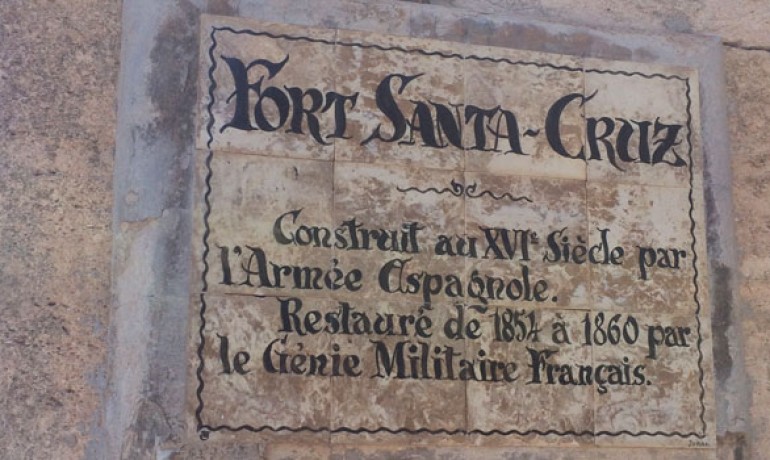 FORT SANTA-CRUZ
Construit au XVIᵉ Siècle par
l'Armée Espagnole.
Restauré de 1854 à 1860 par
le Génie Militaire Français.